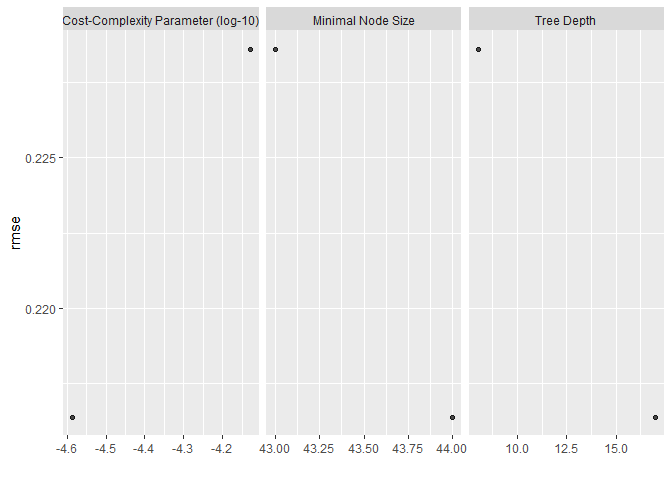 Cost-Complexity Parameter (log-10)
Minimal Node Size
Tree Depth
rmse
0.225
0.220
-4.6 -4.5 -4.4 -4.3 -4.2
43.00 43.25 43.50 43.75 44.00
10.0 12.5 15.0